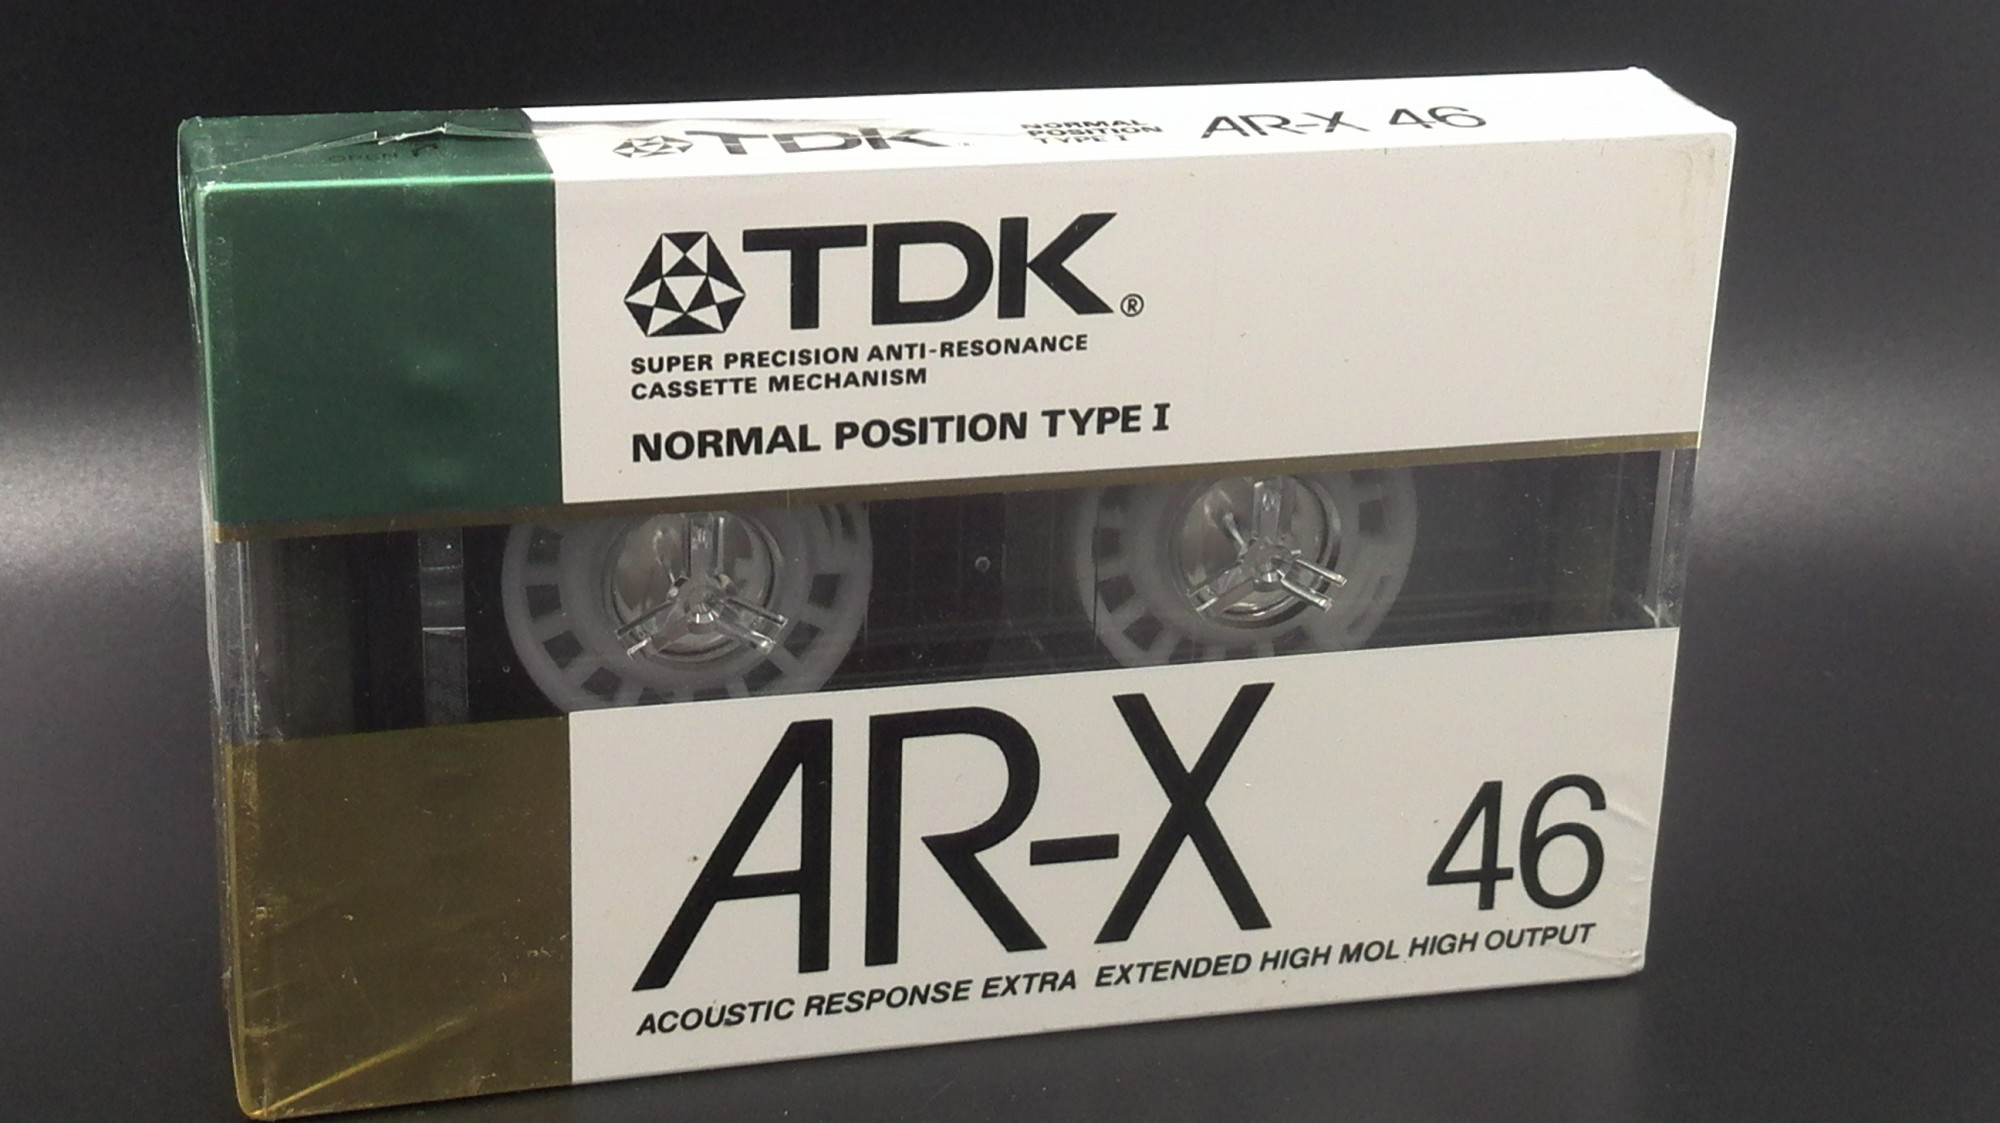 OPEN
TDK
NORMAL
POSITION
TYPE I
AR-X 46
TDK®
SUPER PRECISION ANTI-RESONANCE
CASSETTE MECHANISM
NORMAL POSITION TYPE I
AR-X
46
ACOUSTIC RESPONSE EXTRA EXTENDED HIGH MOL HIGH OUTPUT